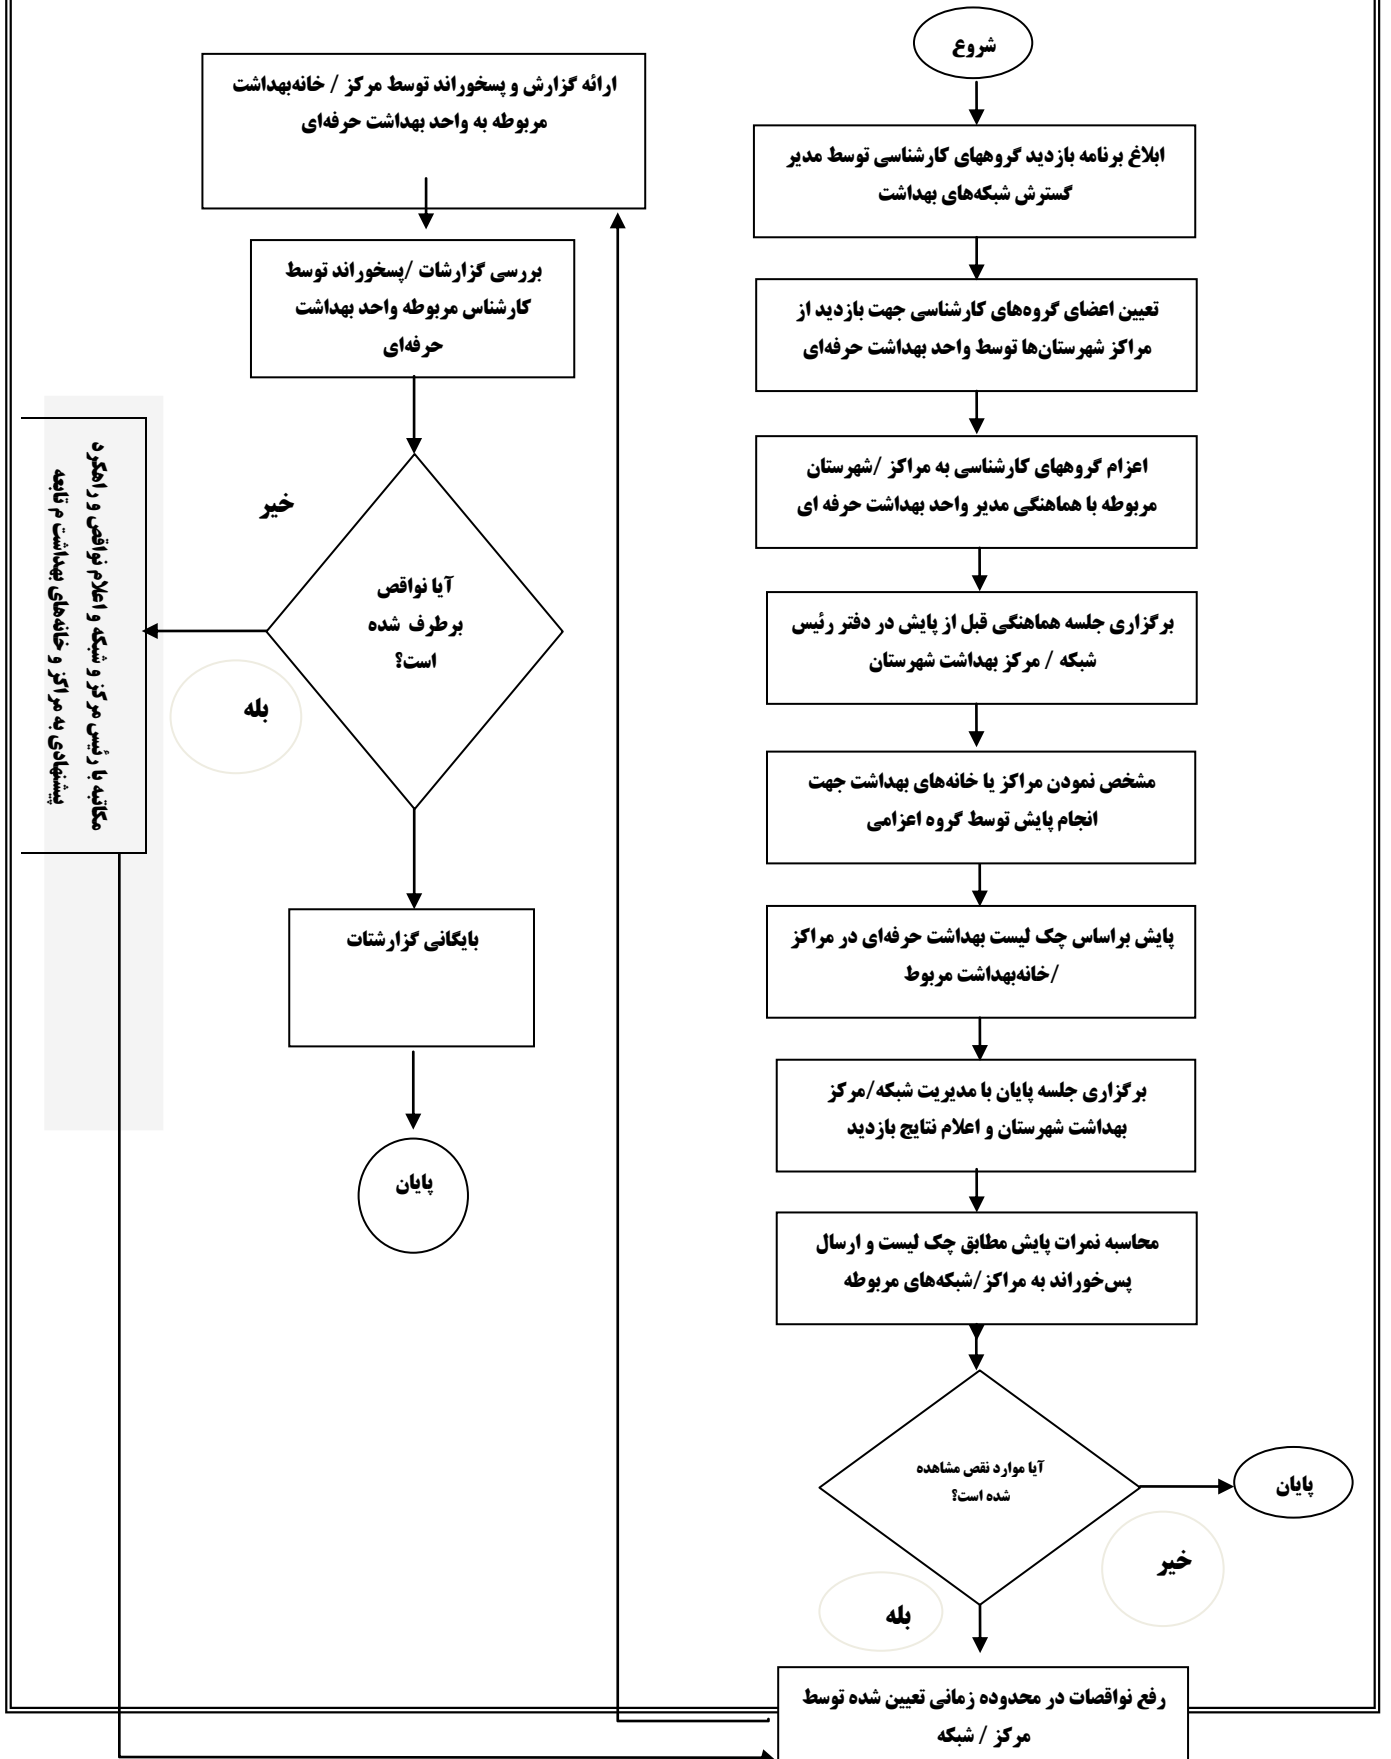 شروع
ابلاغ برنامه بازدید گروههای کارشناسی توسط مدیر
گسترش شبکه‌های بهداشت
تعیین اعضای گروه‌های کارشناسی جهت بازدید از
مراکز شهرستان‌ها توسط واحد بهداشت حرفه‌ای
اعزام گروههای کارشناسی به مراکز /شهرستان
مربوطه با هماهنگی مدیر واحد بهداشت حرفه ای
برگزاری جلسه هماهنگی قبل از پایش در دفتر رئیس
شبکه / مرکز بهداشت شهرستان
مشخص نمودن مراکز یا خانه‌های بهداشت جهت
انجام پایش توسط گروه اعزامی
پایش براساس چک لیست بهداشت حرفه‌ای در مراکز
/خانه‌بهداشت مربوط
برگزاری جلسه پایان با مدیریت شبکه/مرکز
بهداشت شهرستان و اعلام نتایج بازدید
محاسبه نمرات پایش مطابق چک لیست و ارسال
پس‌خوراند به مراکز/شبکه‌های مربوطه
آیا موارد نقص مشاهده
شده است؟
پایان
خیر
بله
رفع نواقصات در محدوده زمانی تعیین شده توسط
مرکز / شبکه
ارائه گزارش و پسخوراند توسط مرکز / خانه‌بهداشت
مربوطه به واحد بهداشت حرفه‌ای
بررسی گزارشات /پسخوراند توسط
کارشناس مربوطه واحد بهداشت
حرفه‌ای
خیر
آیا نواقص
برطرف شده
است؟
بله
مکاتبه با رئیس مرکز و شبکه و اعلام نواقص و راهکرد
پیشنهادی به مراکز و خانه‌های بهداشت م تابعه
بایگانی گزارشتات
پایان